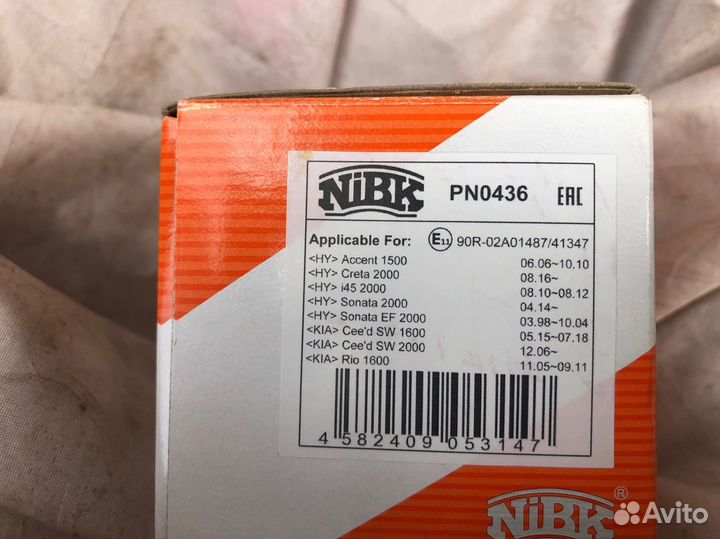 NiBK PN0436 EAC
Applicable For: E11 90R-02A01487/41347
<HY> Accent 1500 06.06~10.10
<HY> Creta 2000 08.16~
<HY> i45 2000 08.10~08.12
<HY> Sonata 2000 04.14~
<HY> Sonata EF 2000 03.98~10.04
<KIA> Cee'd SW 1600 05.15~07.18
<KIA> Cee'd SW 2000 12.06~
<KIA> Rio 1600 11.05~09.11
4 582409 053147
NiBK ®
Avito